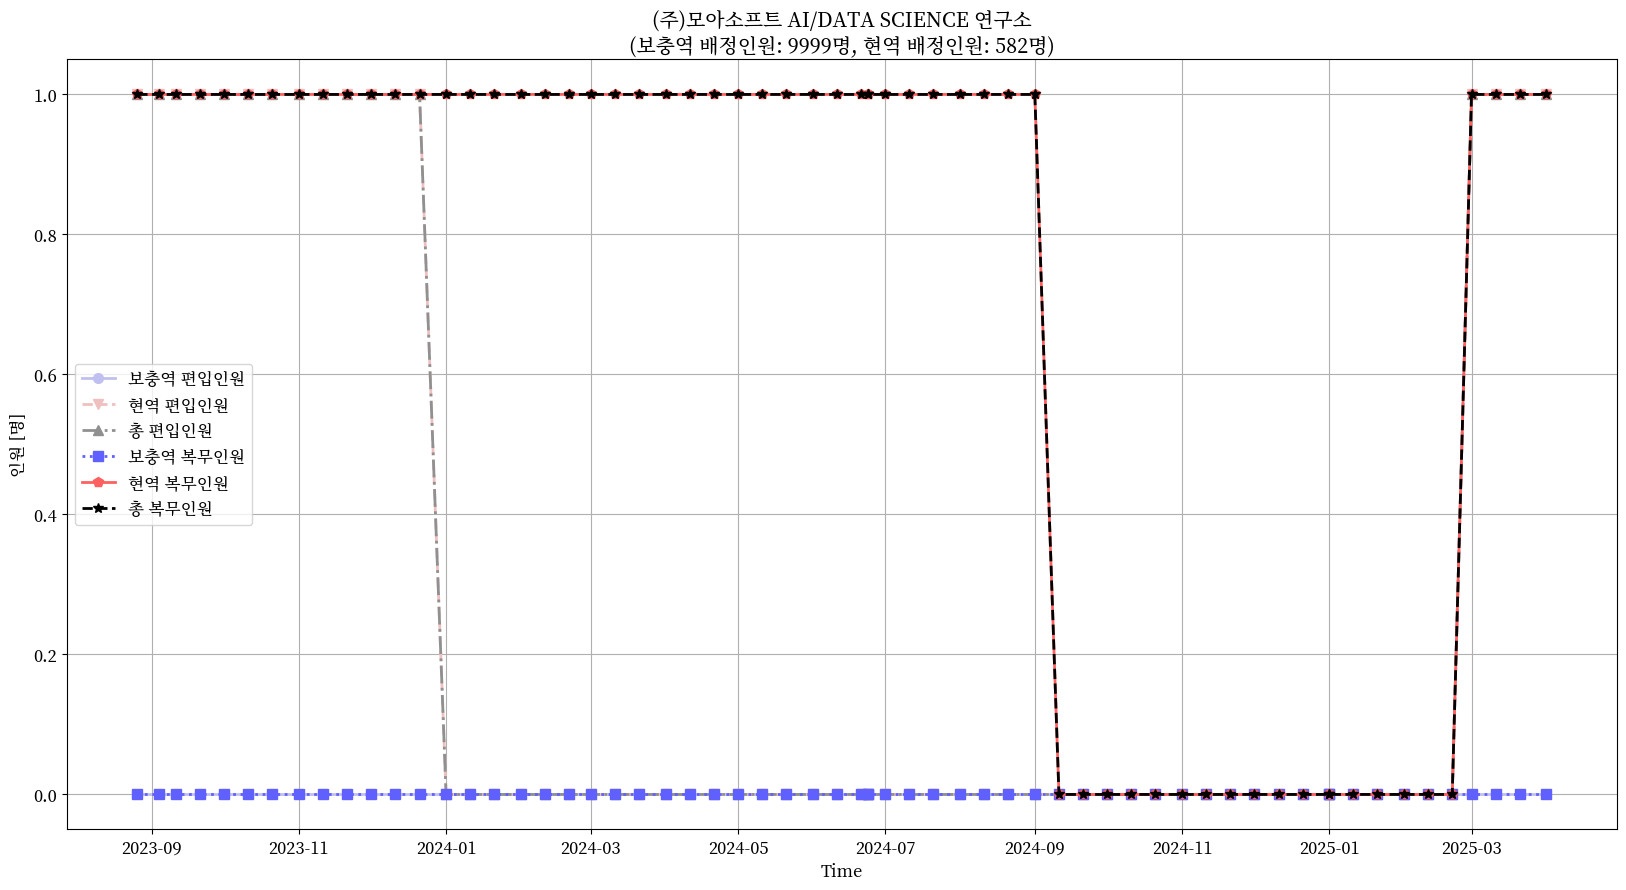 (주)모아소프트 AI/DATA SCIENCE 연구소
(보충역 배정인원: 9999명, 현역 배정인원: 582명)
1.0
0.8
0.6
0.4
0.2
0.0
인원 [명]
보충역 편입인원
현역 편입인원
총 편입인원
보충역 복무인원
현역 복무인원
총 복무인원
2023-09
2023-11
2024-01
2024-03
2024-05
2024-07
2024-09
2024-11
2025-01
2025-03
Time